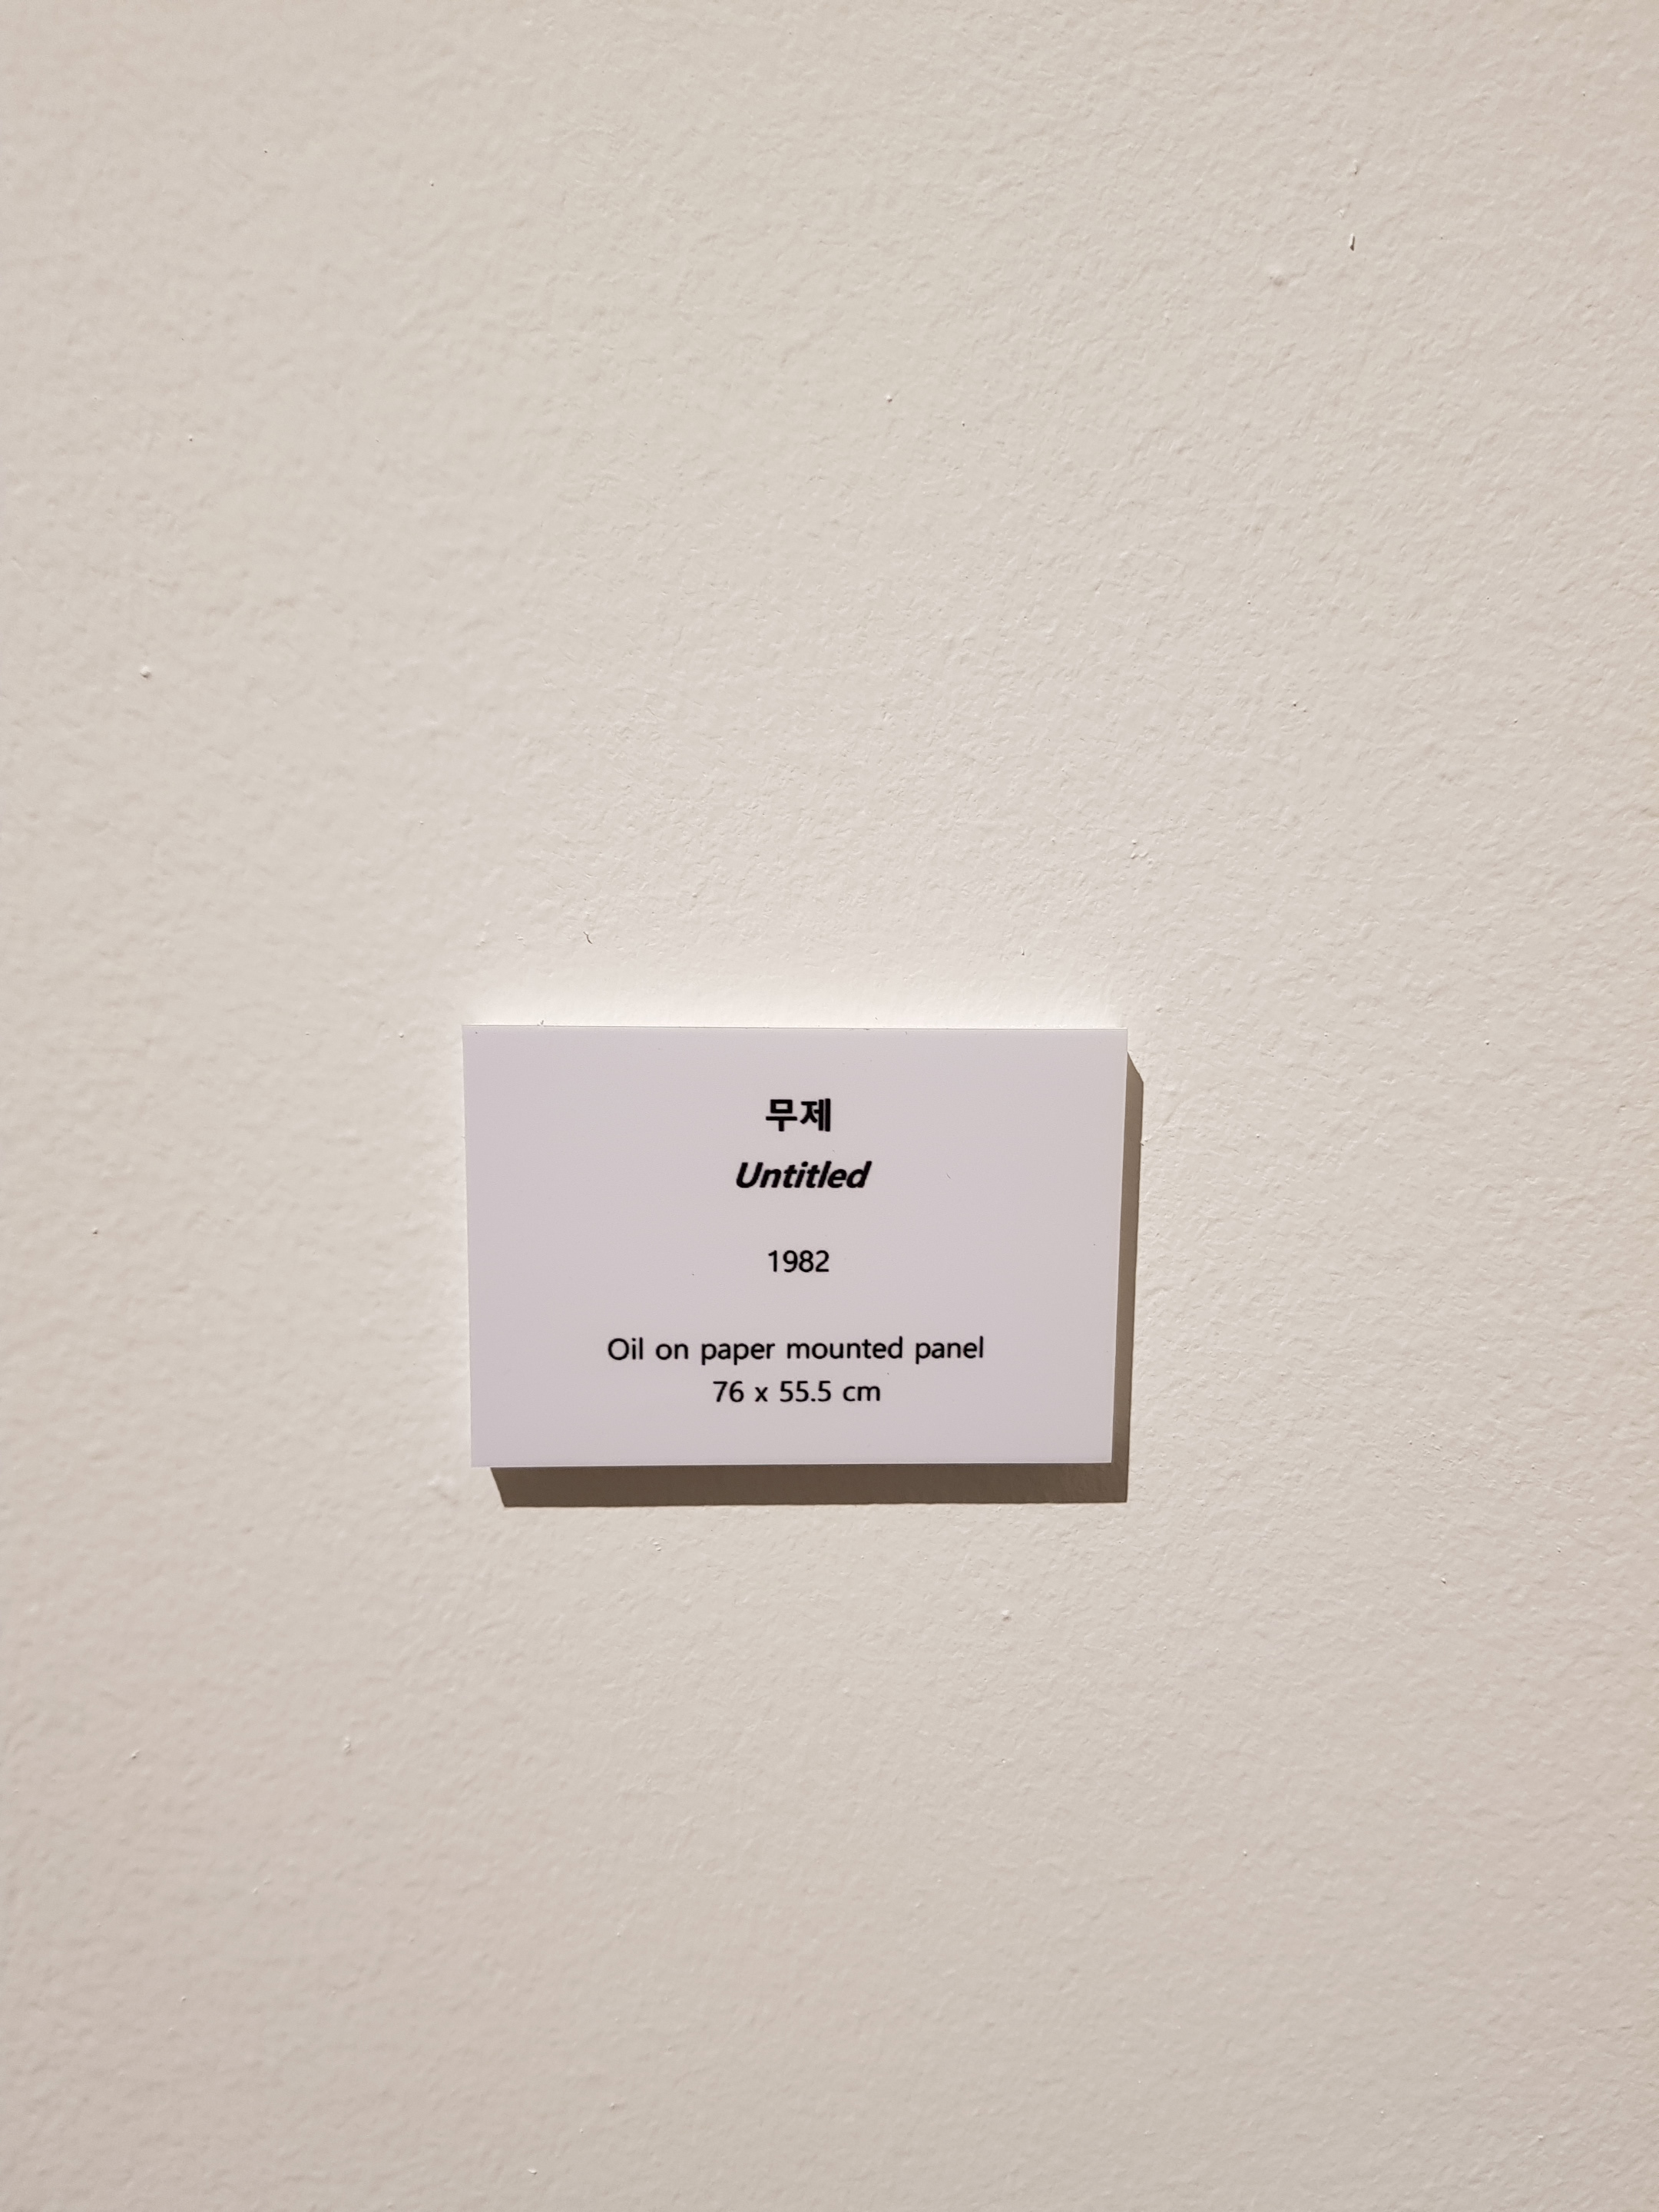 무제
Untitled
1982
Oil on paper mounted panel
76 x 55.5 cm